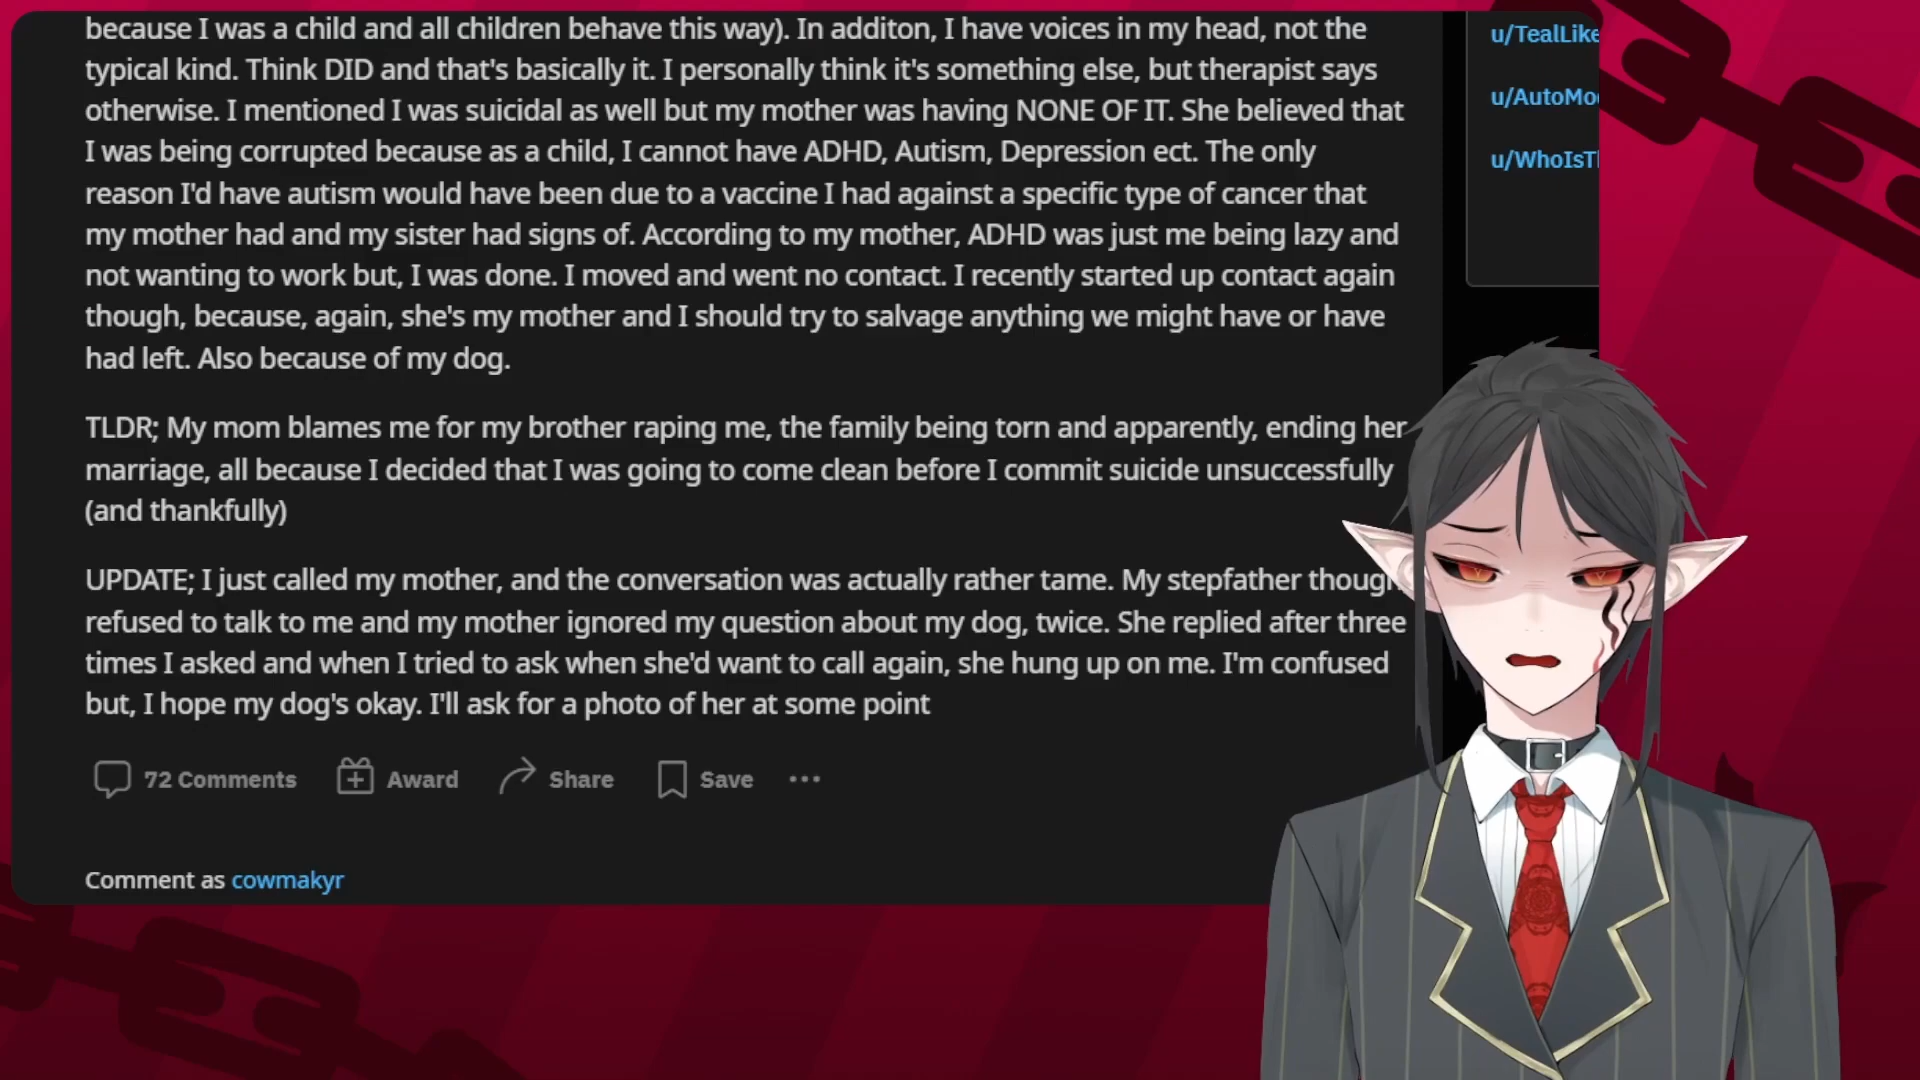 because I was a child and all children behave this way). In additon, I have voices in my head, not the
typical kind. Think DID and that's basically it. I personally think it's something else, but therapist says
otherwise. I mentioned I was suicidal as well but my mother was having NONE OF IT. She believed that
I was being corrupted because as a child, I cannot have ADHD, Autism, Depression ect. The only
reason I'd have autism would have been due to a vaccine I had against a specific type of cancer that
my mother had and my sister had signs of. According to my mother, ADHD was just me being lazy and
not wanting to work but, I was done. I moved and went no contact. I recently started up contact again
though, because, again, she's my mother and I should try to salvage anything we might have or have
had left. Also because of my dog.
TLDR; My mom blames me for my brother raping me, the family being torn and apparently, ending her
marriage, all because I decided that I was going to come clean before I commit suicide unsuccessfully
(and thankfully)
UPDATE; I just called my mother, and the conversation was actually rather tame. My stepfather though
refused to talk to me and my mother ignored my question about my dog, twice. She replied after three
times I asked and when I tried to ask when she'd want to call again, she hung up on me. I'm confused
but, I hope my dog's okay. I'll ask for a photo of her at some point
72 Comments Award Share Save
Comment as cowmakyr
u/TealLike
u/AutoMo
u/WhoIsT